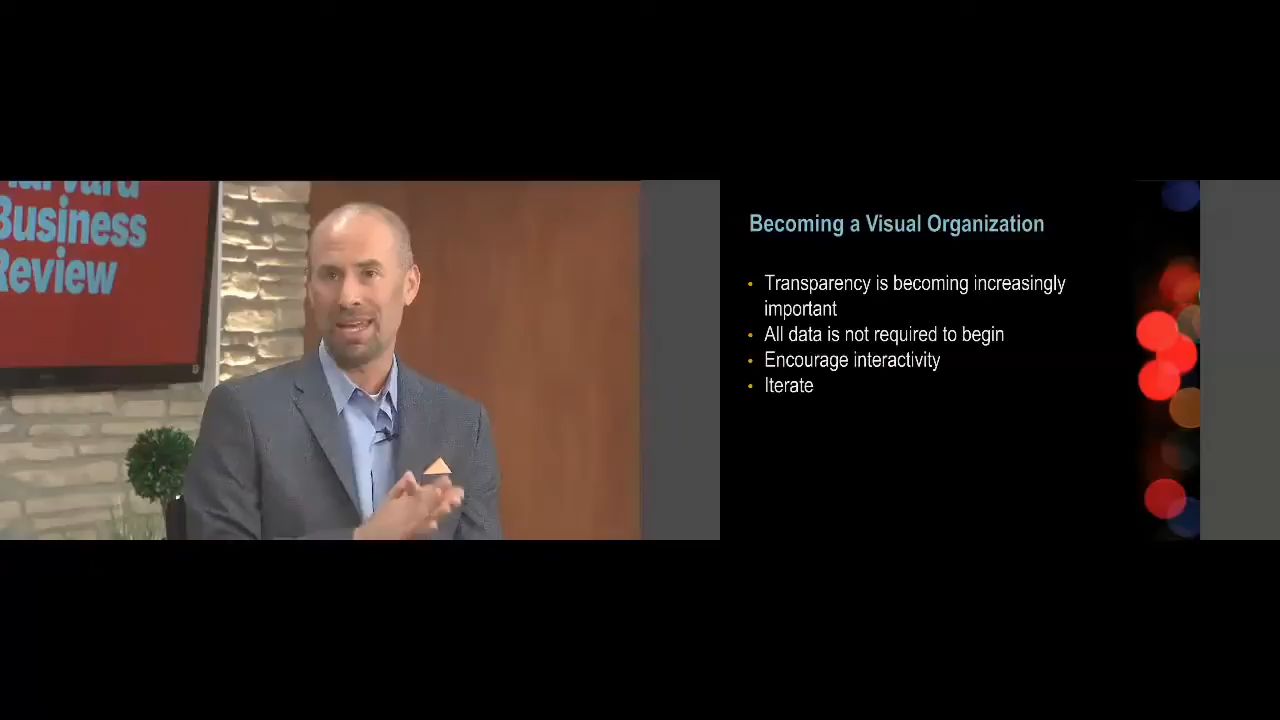 Business
Review
Becoming a Visual Organization
• Transparency is becoming increasingly
important
• All data is not required to begin
• Encourage interactivity
• Iterate